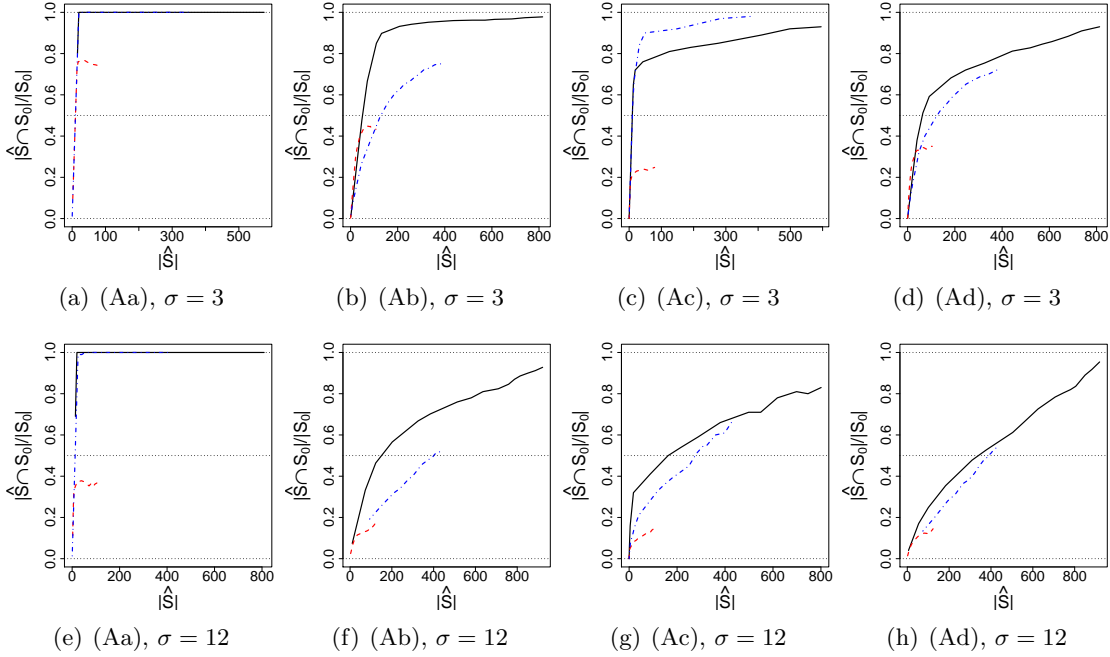 |Ŝ∩ S₀|/|S₀|
0.0 0.2 0.4 0.6 0.8 1.0
0 100 300 500
|Ŝ|
(a) (Aa), σ = 3
|Ŝ∩ S₀|/|S₀|
0.0 0.2 0.4 0.6 0.8 1.0
0 200 400 600 800
|Ŝ|
(b) (Ab), σ = 3
|Ŝ∩ S₀|/|S₀|
0.0 0.2 0.4 0.6 0.8 1.0
0 100 300 500
|Ŝ|
(c) (Ac), σ = 3
|Ŝ∩ S₀|/|S₀|
0.0 0.2 0.4 0.6 0.8 1.0
0 200 400 600 800
|Ŝ|
(d) (Ad), σ = 3
|Ŝ∩ S₀|/|S₀|
0.0 0.2 0.4 0.6 0.8 1.0
0 200 400 600 800
|Ŝ|
(e) (Aa), σ = 12
|Ŝ∩ S₀|/|S₀|
0.0 0.2 0.4 0.6 0.8 1.0
0 200 400 600 800
|Ŝ|
(f) (Ab), σ = 12
|Ŝ∩ S₀|/|S₀|
0.0 0.2 0.4 0.6 0.8 1.0
0 200 400 600 800
|Ŝ|
(g) (Ac), σ = 12
|Ŝ∩ S₀|/|S₀|
0.0 0.2 0.4 0.6 0.8 1.0
0 200 400 600 800
|Ŝ|
(h) (Ad), σ = 12